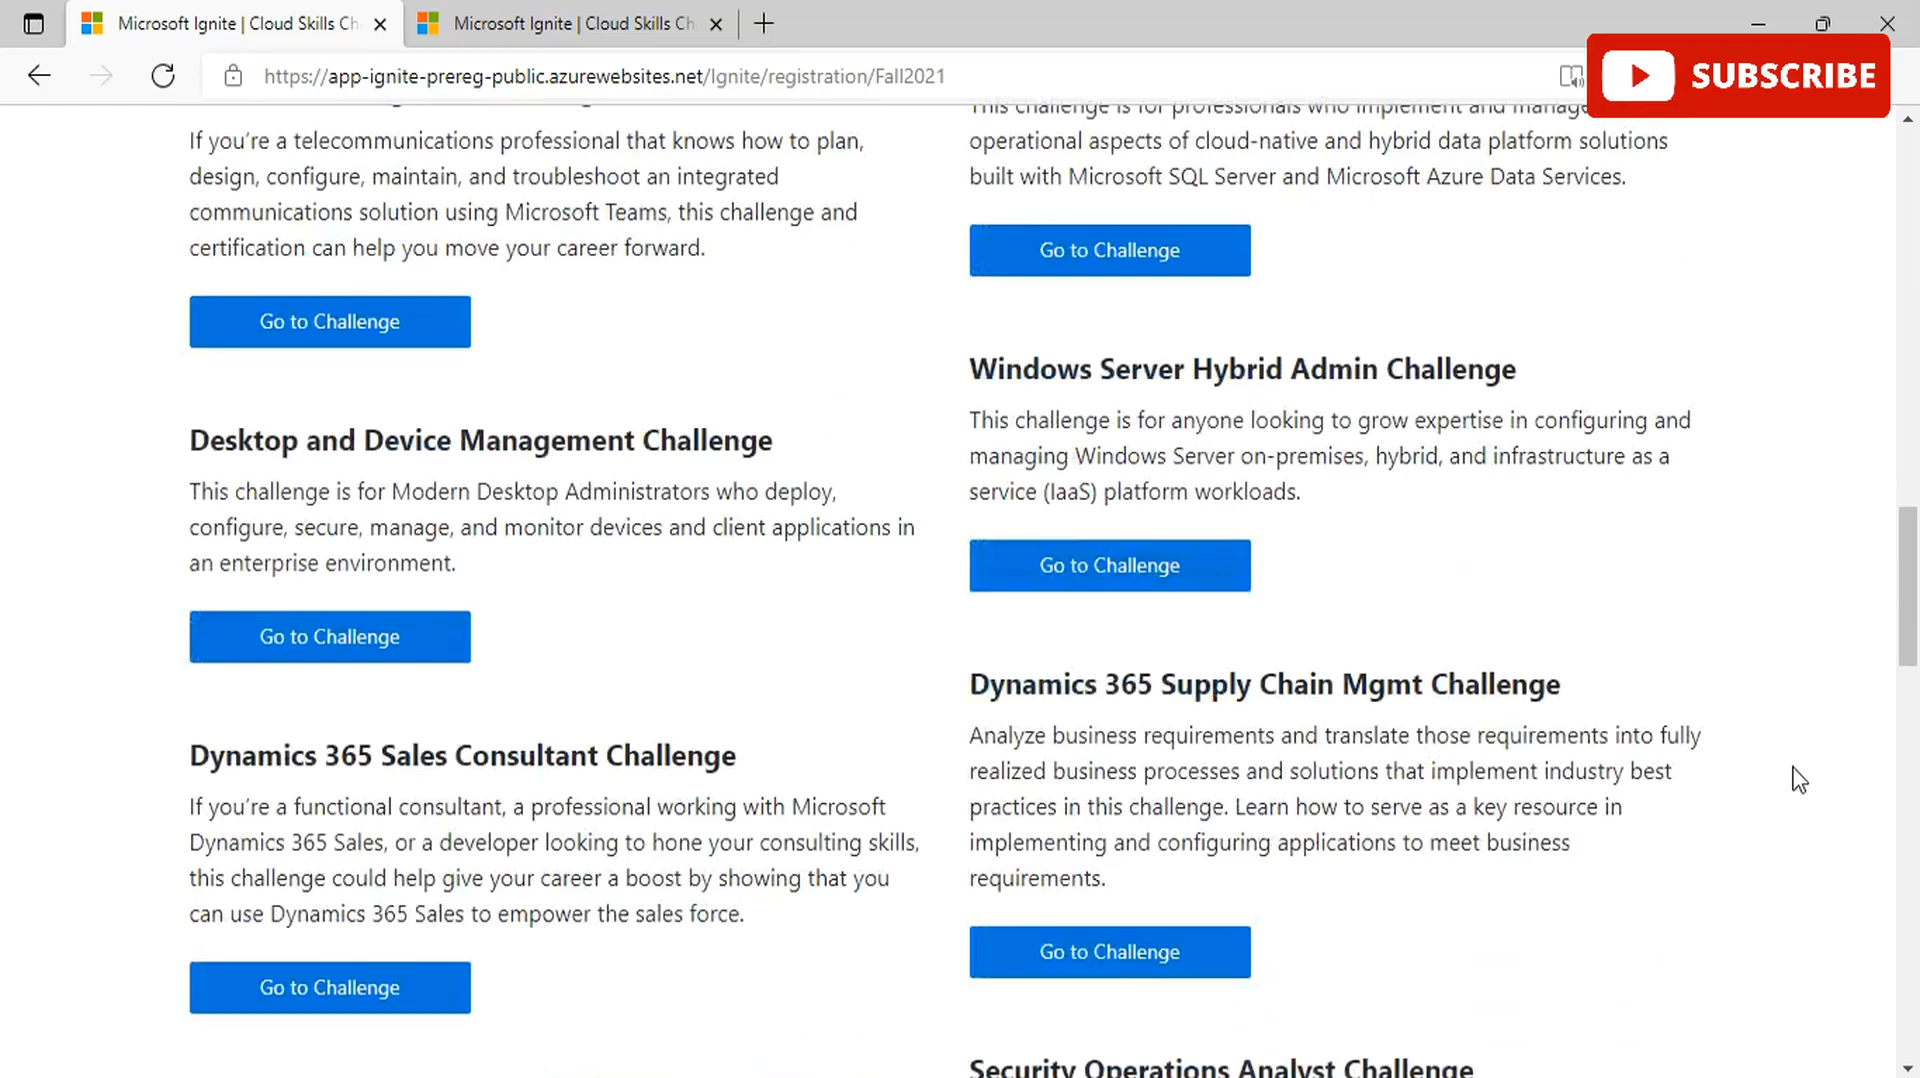 Microsoft Ignite | Cloud Skills Ch
Microsoft Ignite | Cloud Skills Ch
https://app-ignite-prereg-public.azurewebsites.net/Ignite/registration/Fall2021
SUBSCRIBE
If you’re a telecommunications professional that knows how to plan,
design, configure, maintain, and troubleshoot an integrated
communications solution using Microsoft Teams, this challenge and
certification can help you move your career forward.
Go to Challenge
Desktop and Device Management Challenge
This challenge is for Modern Desktop Administrators who deploy,
configure, secure, manage, and monitor devices and client applications in
an enterprise environment.
Go to Challenge
Dynamics 365 Sales Consultant Challenge
If you’re a functional consultant, a professional working with Microsoft
Dynamics 365 Sales, or a developer looking to hone your consulting skills,
this challenge could help give your career a boost by showing that you
can use Dynamics 365 Sales to empower the sales force.
Go to Challenge
This challenge is for professionals who implement and manage
operational aspects of cloud-native and hybrid data platform solutions
built with Microsoft SQL Server and Microsoft Azure Data Services.
Go to Challenge
Windows Server Hybrid Admin Challenge
This challenge is for anyone looking to grow expertise in configuring and
managing Windows Server on-premises, hybrid, and infrastructure as a
service (IaaS) platform workloads.
Go to Challenge
Dynamics 365 Supply Chain Mgmt Challenge
Analyze business requirements and translate those requirements into fully
realized business processes and solutions that implement industry best
practices in this challenge. Learn how to serve as a key resource in
implementing and configuring applications to meet business
requirements.
Go to Challenge
Security Operations Analyst Challenge